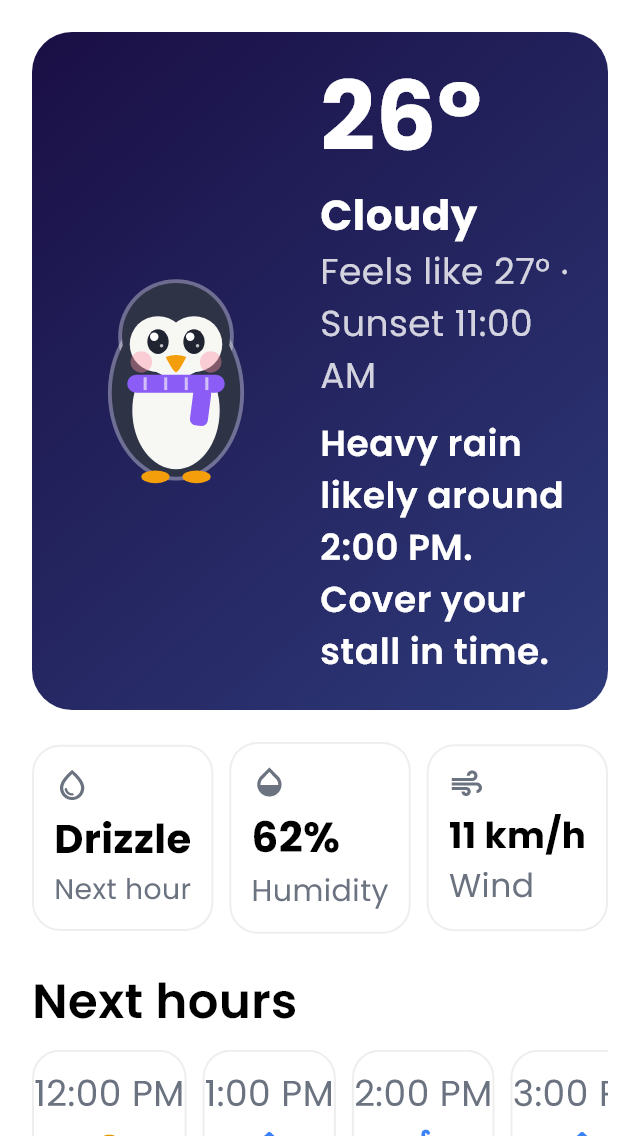 26°
Cloudy
Feels like 27° ·
Sunset 11:00
AM
Heavy rain
likely around
2:00 PM.
Cover your
stall in time.
Drizzle
Next hour
62%
Humidity
11 km/h
Wind
Next hours
12:00 PM
1:00 PM
2:00 PM
3:00